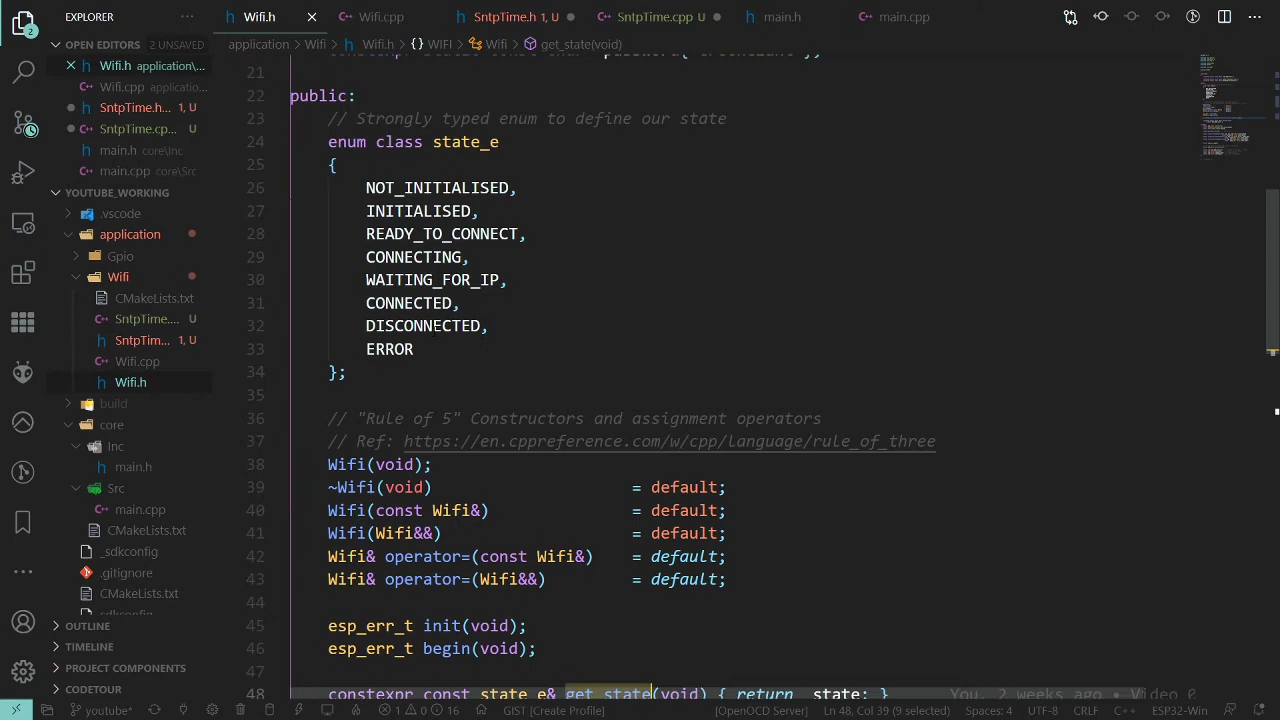 EXPLORER
Wifi.h
Wifi.cpp
SntpTime.h 1, U
SntpTime.cpp U
main.h
main.cpp
OPEN EDITORS 2 UNSAVED
Wifi.h application\...
Wifi.cpp applicatio...
SntpTime.h... 1, U
SntpTime.cp... U
main.h core\Inc
main.cpp core\Src
YOUTUBE_WORKING
.vscode
application
Gpio
Wifi
CMakeLists.txt
SntpTime.... U
SntpTim... 1, U
Wifi.cpp
Wifi.h
build
core
Inc
main.h
Src
main.cpp
CMakeLists.txt
_sdkconfig
.gitignore
CMakeLists.txt
OUTLINE
TIMELINE
PROJECT COMPONENTS
CODETOUR
application > Wifi > Wifi.h > {} WIFI > Wifi > get_state(void)
21
22 public:
23 // Strongly typed enum to define our state
24 enum class state_e
25 {
26 NOT_INITIALISED,
27 INITIALISED,
28 READY_TO_CONNECT,
29 CONNECTING,
30 WAITING_FOR_IP,
31 CONNECTED,
32 DISCONNECTED,
33 ERROR
34 };
35
36 // "Rule of 5" Constructors and assignment operators
37 // Ref: https://en.cppreference.com/w/cpp/language/rule_of_three
38 Wifi(void);
39 ~Wifi(void) = default;
40 Wifi(const Wifi&) = default;
41 Wifi(Wifi&&) = default;
42 Wifi& operator=(const Wifi&) = default;
43 Wifi& operator=(Wifi&&) = default;
44
45 esp_err_t init(void);
46 esp_err_t begin(void);
47
48 constexpr const state_e& get_state(void) { return _state; } You, 2 weeks ago • Video 0
youtube* 1 16 GIST [Create Profile] [OpenOCD Server] Ln 48, Col 39 (9 selected) Spaces: 4 UTF-8 CRLF C++ ESP32-Win